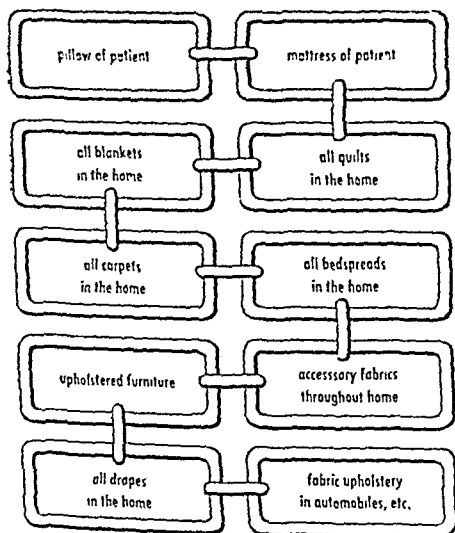 pillow of patient
mattress of patient
all blankets
in the home
all quilts
in the home
all carpets
in the home
all bedspreads
in the home
upholstered furniture
accesssary fabrics
throughout home
all drapes
in the home
fabric upholstery
in automobiles, etc.